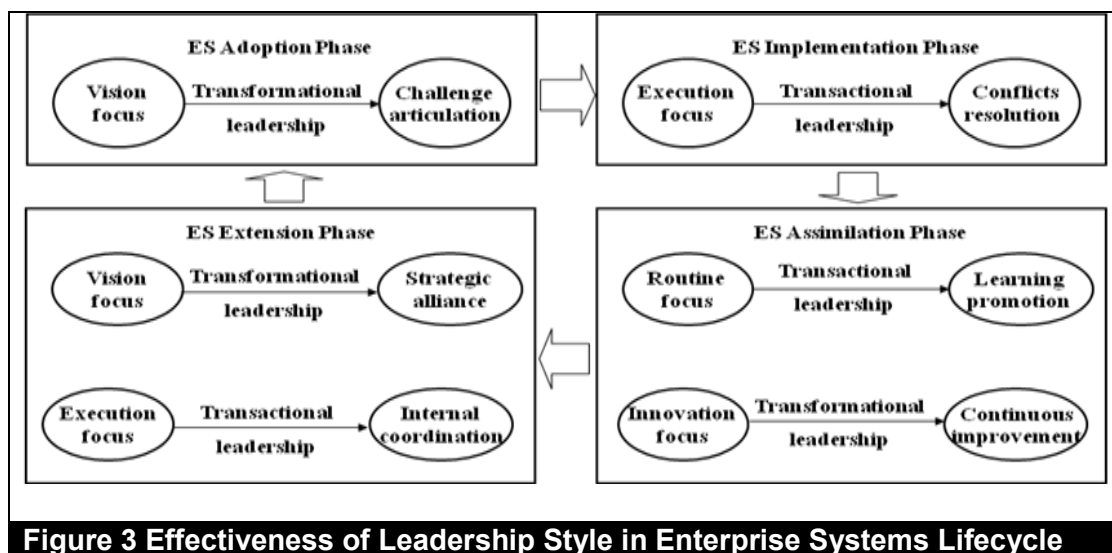 ES Adoption Phase
Vision
focus
Transformational
leadership
Challenge
articulation
ES Implementation Phase
Execution
focus
Transactional
leadership
Conflicts
resolution
ES Extension Phase
Vision
focus
Transformational
leadership
Strategic
alliance
Execution
focus
Transactional
leadership
Internal
coordination
ES Assimilation Phase
Routine
focus
Transactional
leadership
Learning
promotion
Innovation
focus
Transformational
leadership
Continuous
improvement
Figure 3 Effectiveness of Leadership Style in Enterprise Systems Lifecycle